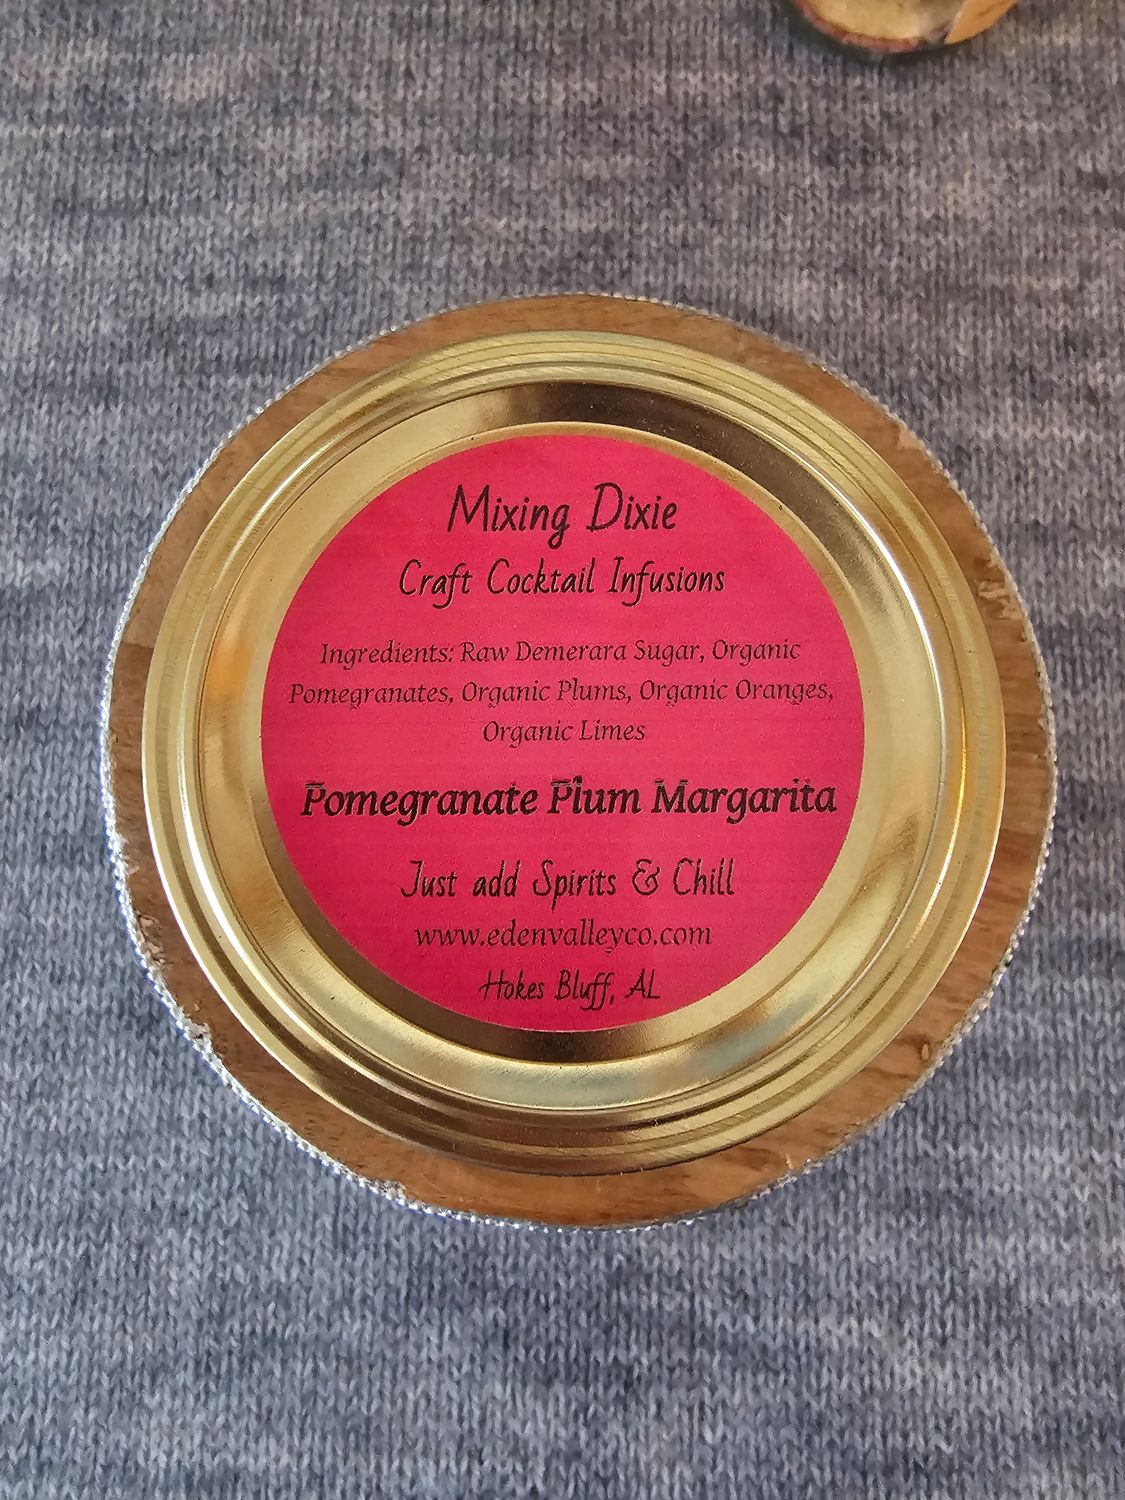 Mixing Dixie
Craft Cocktail Infusions
Ingredients: Raw Demerara Sugar, Organic
Pomegranates, Organic Plums, Organic Oranges,
Organic Limes
Pomegranate Plum Margarita
Just add Spirits & Chill
www.edenvalleyco.com
Hokes Bluff, AL